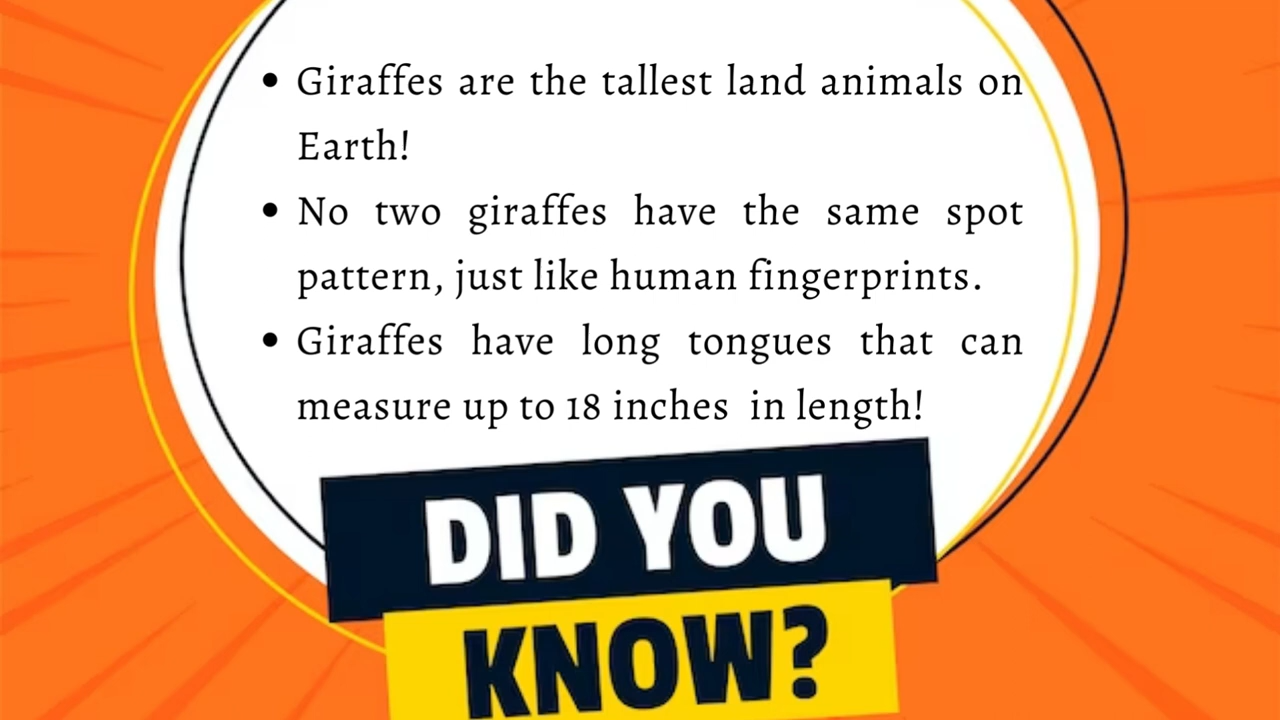 • Giraffes are the tallest land animals on
Earth!
• No two giraffes have the same spot
pattern, just like human fingerprints.
• Giraffes have long tongues that can
measure up to 18 inches  in length!
DID YOU
KNOW?